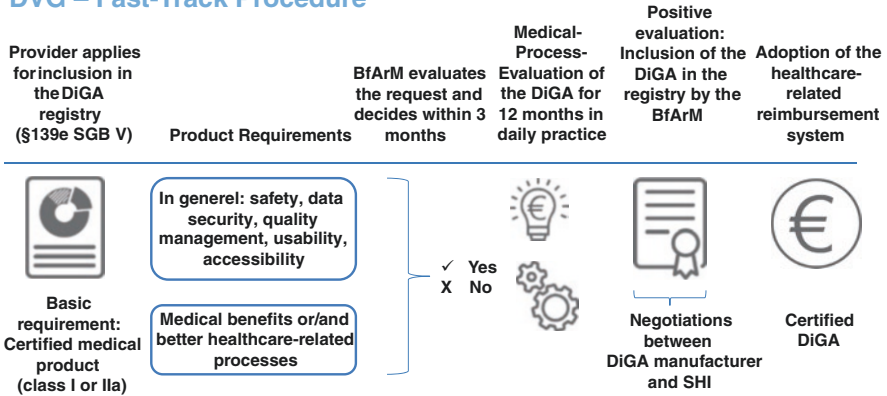 DVG – Fast-Track Procedure
Provider applies
for inclusion in
the DiGA
registry
(§139e SGB V)
Product Requirements
BfArM evaluates
the request and
decides within 3
months
Medical-
Process-
Evaluation of
the DiGA for
12 months in
daily practice
Positive
evaluation:
Inclusion of the
DiGA in the
registry by the
BfArM
Adoption of the
healthcare-
related
reimbursement
system
In generel: safety, data
security, quality
management, usability,
accessibility
Medical benefits or/and
better healthcare-related
processes
✓ Yes
X No
€
€
Basic
requirement:
Certified medical
product
(class I or IIa)
Negotiations
between
DiGA manufacturer
and SHI
Certified
DiGA